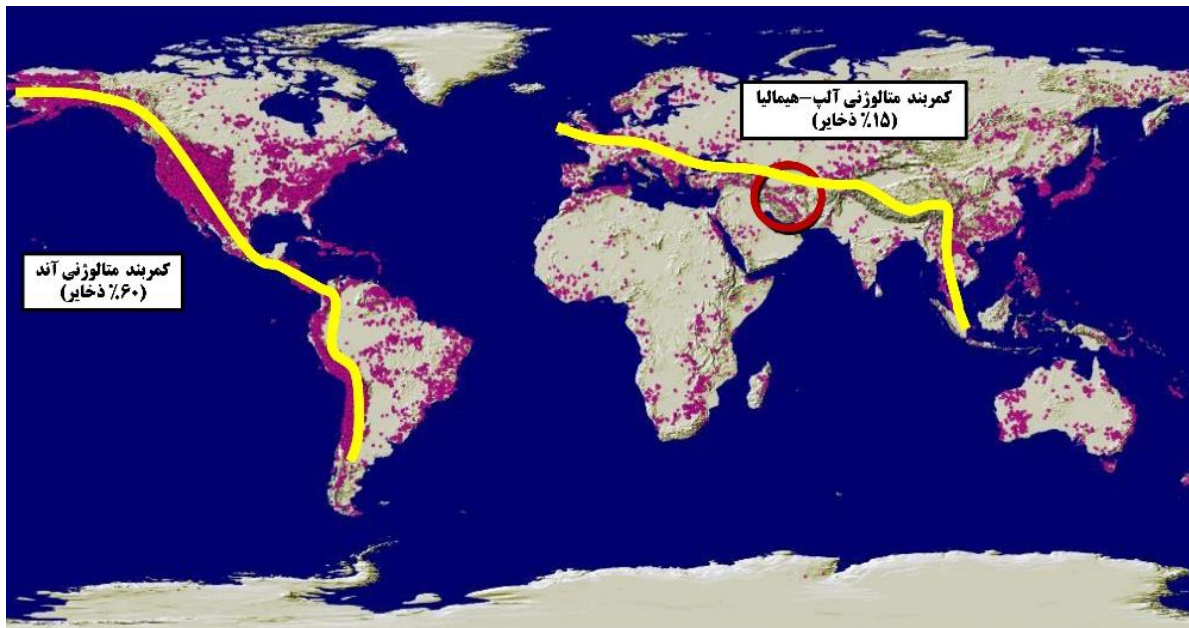 کمربند متالوژنی آلپ-هیمالیا
(۱۵٪ ذخایر)
کمربند متالوژنی آند
(۶۰٪ ذخایر)